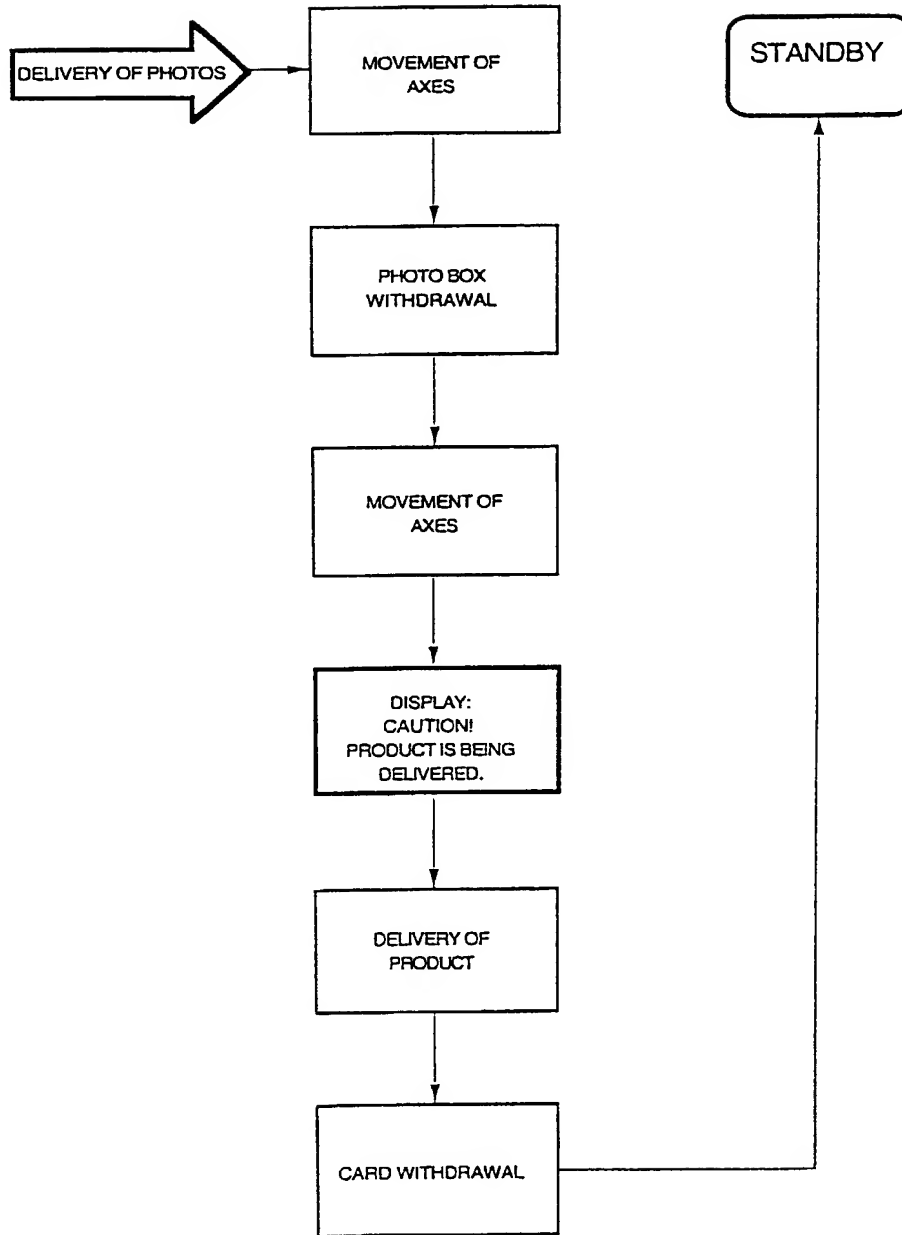 DELIVERY OF PHOTOS
MOVEMENT OF
AXES
STANDBY
PHOTO BOX
WITHDRAWAL
MOVEMENT OF
AXES
DISPLAY:
CAUTION!
PRODUCT IS BEING
DELIVERED.
DELIVERY OF
PRODUCT
CARD WITHDRAWAL